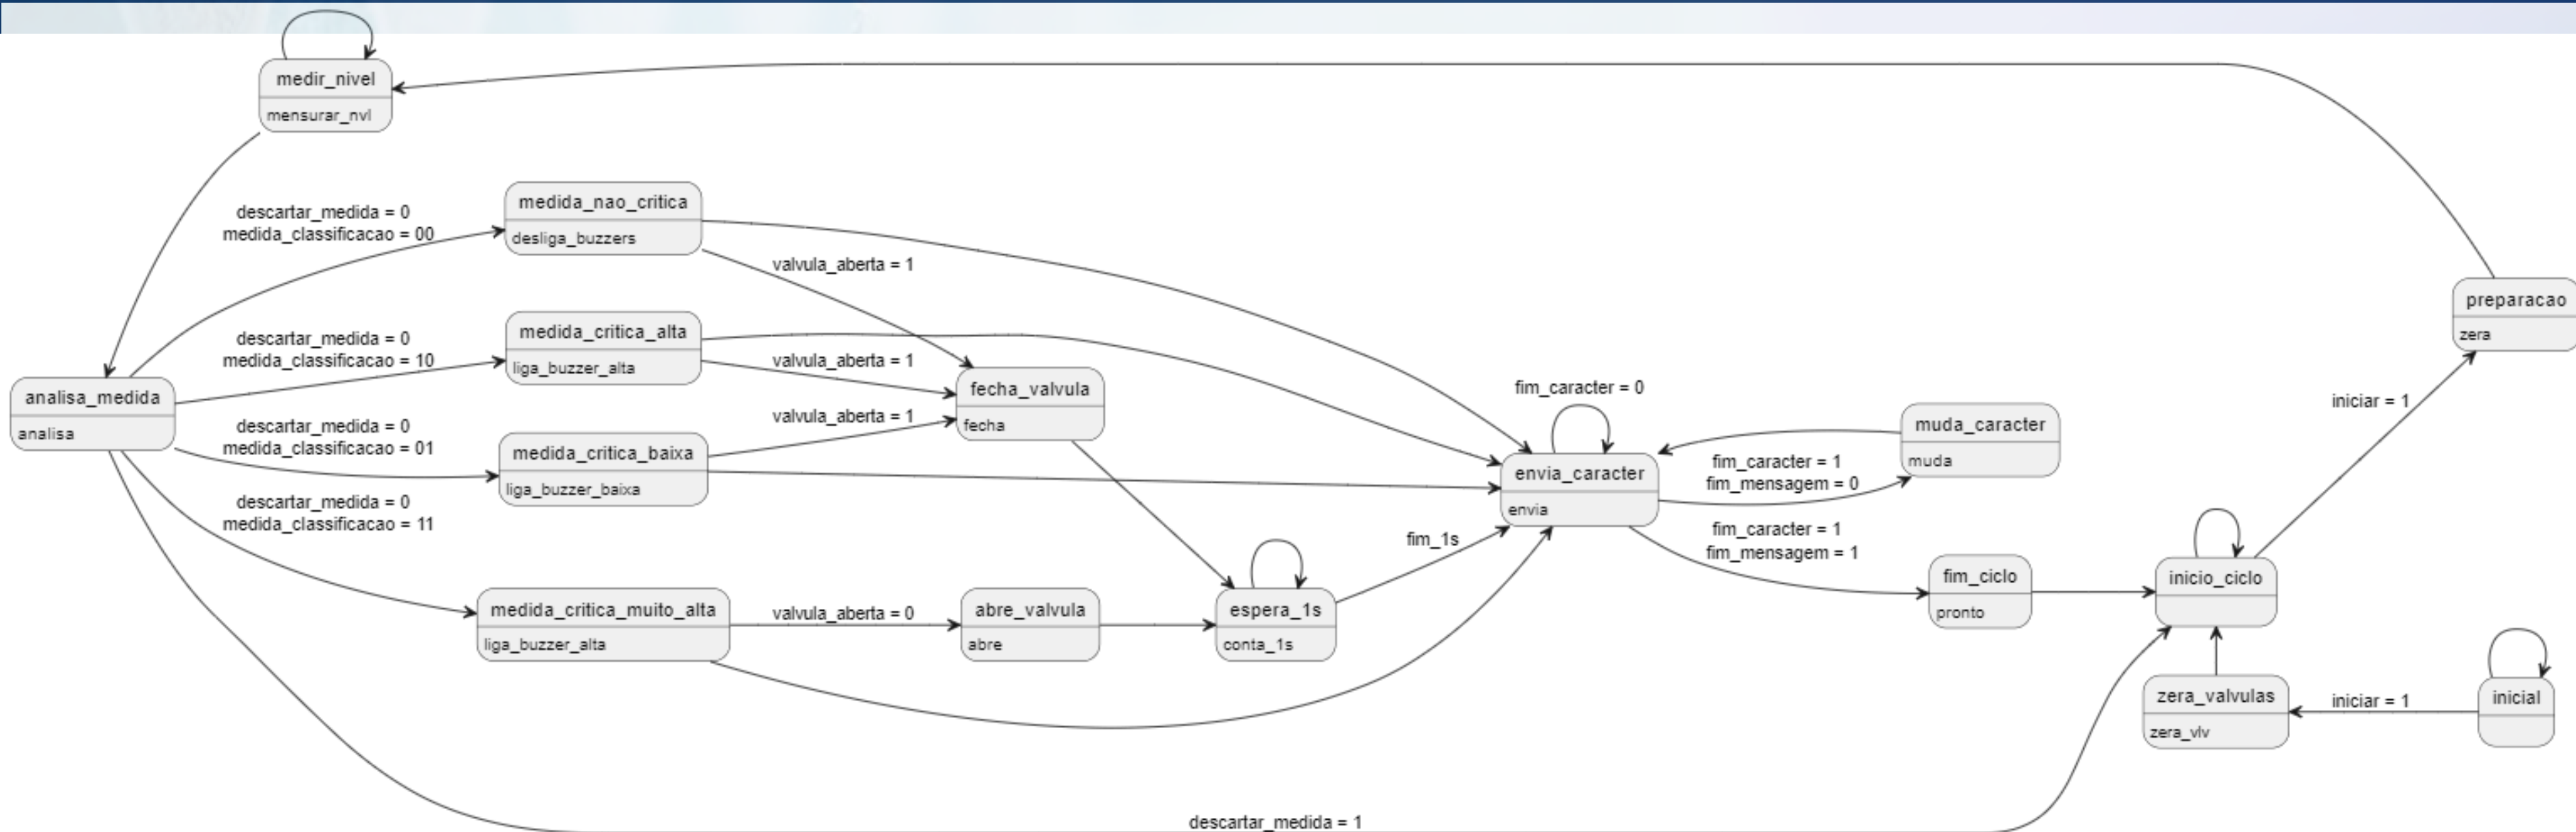 medir_nivel
mensurar_nvl
descartar_medida = 0
medida_classificacao = 00
medida_nao_critica
desliga_buzzers
valvula_aberta = 1
descartar_medida = 0
medida_classificacao = 10
medida_critica_alta
liga_buzzer_alta
valvula_aberta = 1
analisa_medida
analisa
descartar_medida = 0
medida_classificacao = 01
medida_critica_baixa
liga_buzzer_baixa
valvula_aberta = 1
fecha_valvula
fecha
descartar_medida = 0
medida_classificacao = 11
medida_critica_muito_alta
liga_buzzer_alta
valvula_aberta = 0
abre_valvula
abre
espera_1s
conta_1s
fim_1s
fim_caracter = 0
envia_caracter
envia
muda_caracter
muda
fim_caracter = 1
fim_mensagem = 0
fim_caracter = 1
fim_mensagem = 1
fim_ciclo
pronto
inicio_ciclo
iniciar = 1
preparacao
zera
zera_valvulas
zera_vlv
iniciar = 1
inicial
descartar_medida = 1